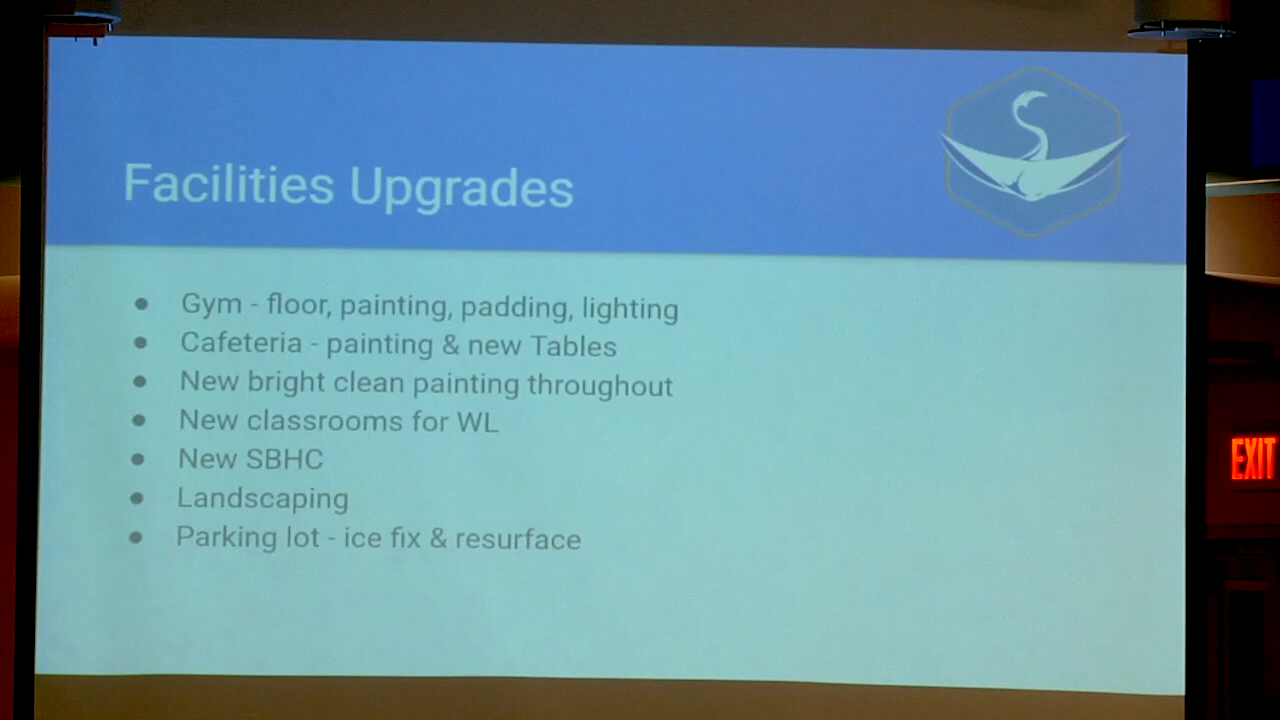 Facilities Upgrades
● Gym - floor, painting, padding, lighting
● Cafeteria - painting & new Tables
● New bright clean painting throughout
● New classrooms for WL
● New SBHC
● Landscaping
● Parking lot - ice fix & resurface
EXIT